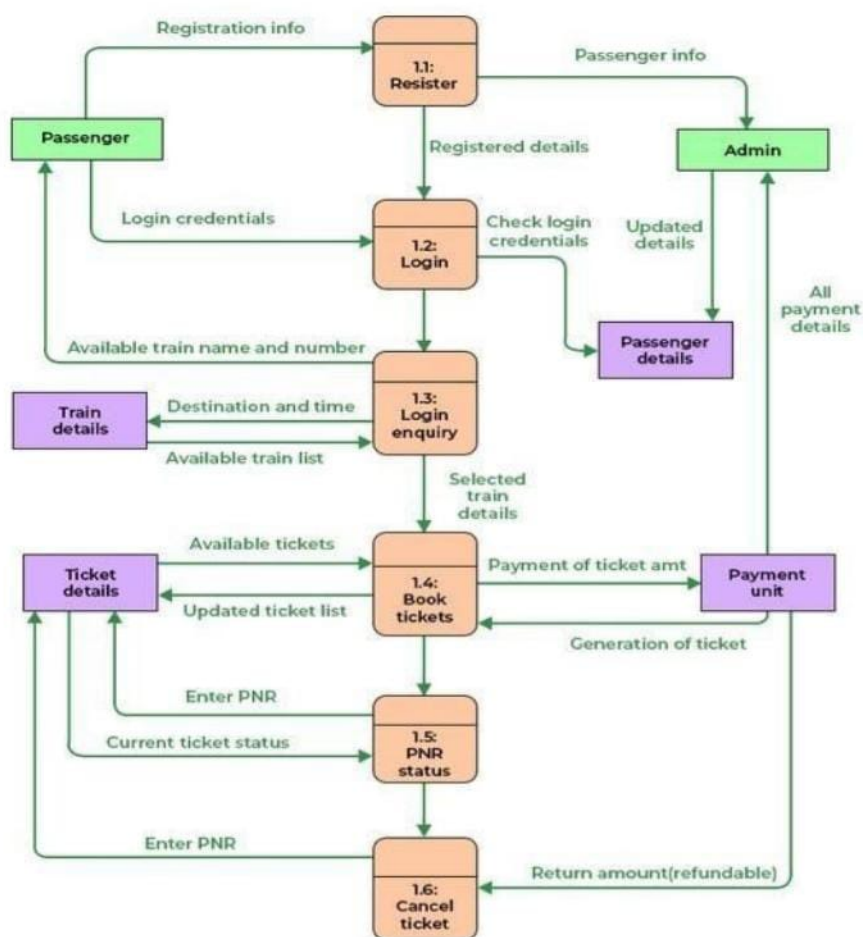 Registration info
1.1:
Resister
Passenger info
Passenger
Admin
Registered details
Login credentials
1.2:
Login
Check login
credentials
Updated
details
All
payment
details
Available train name and number
Passenger
details
1.3:
Login
enquiry
Train
details
Destination and time
Available train list
Selected
train
details
Available tickets
Ticket
details
Updated ticket list
1.4:
Book
tickets
Payment of ticket amt
Payment
unit
Generation of ticket
Enter PNR
Current ticket status
1.5:
PNR
status
Enter PNR
Return amount(refundable)
1.6:
Cancel
ticket